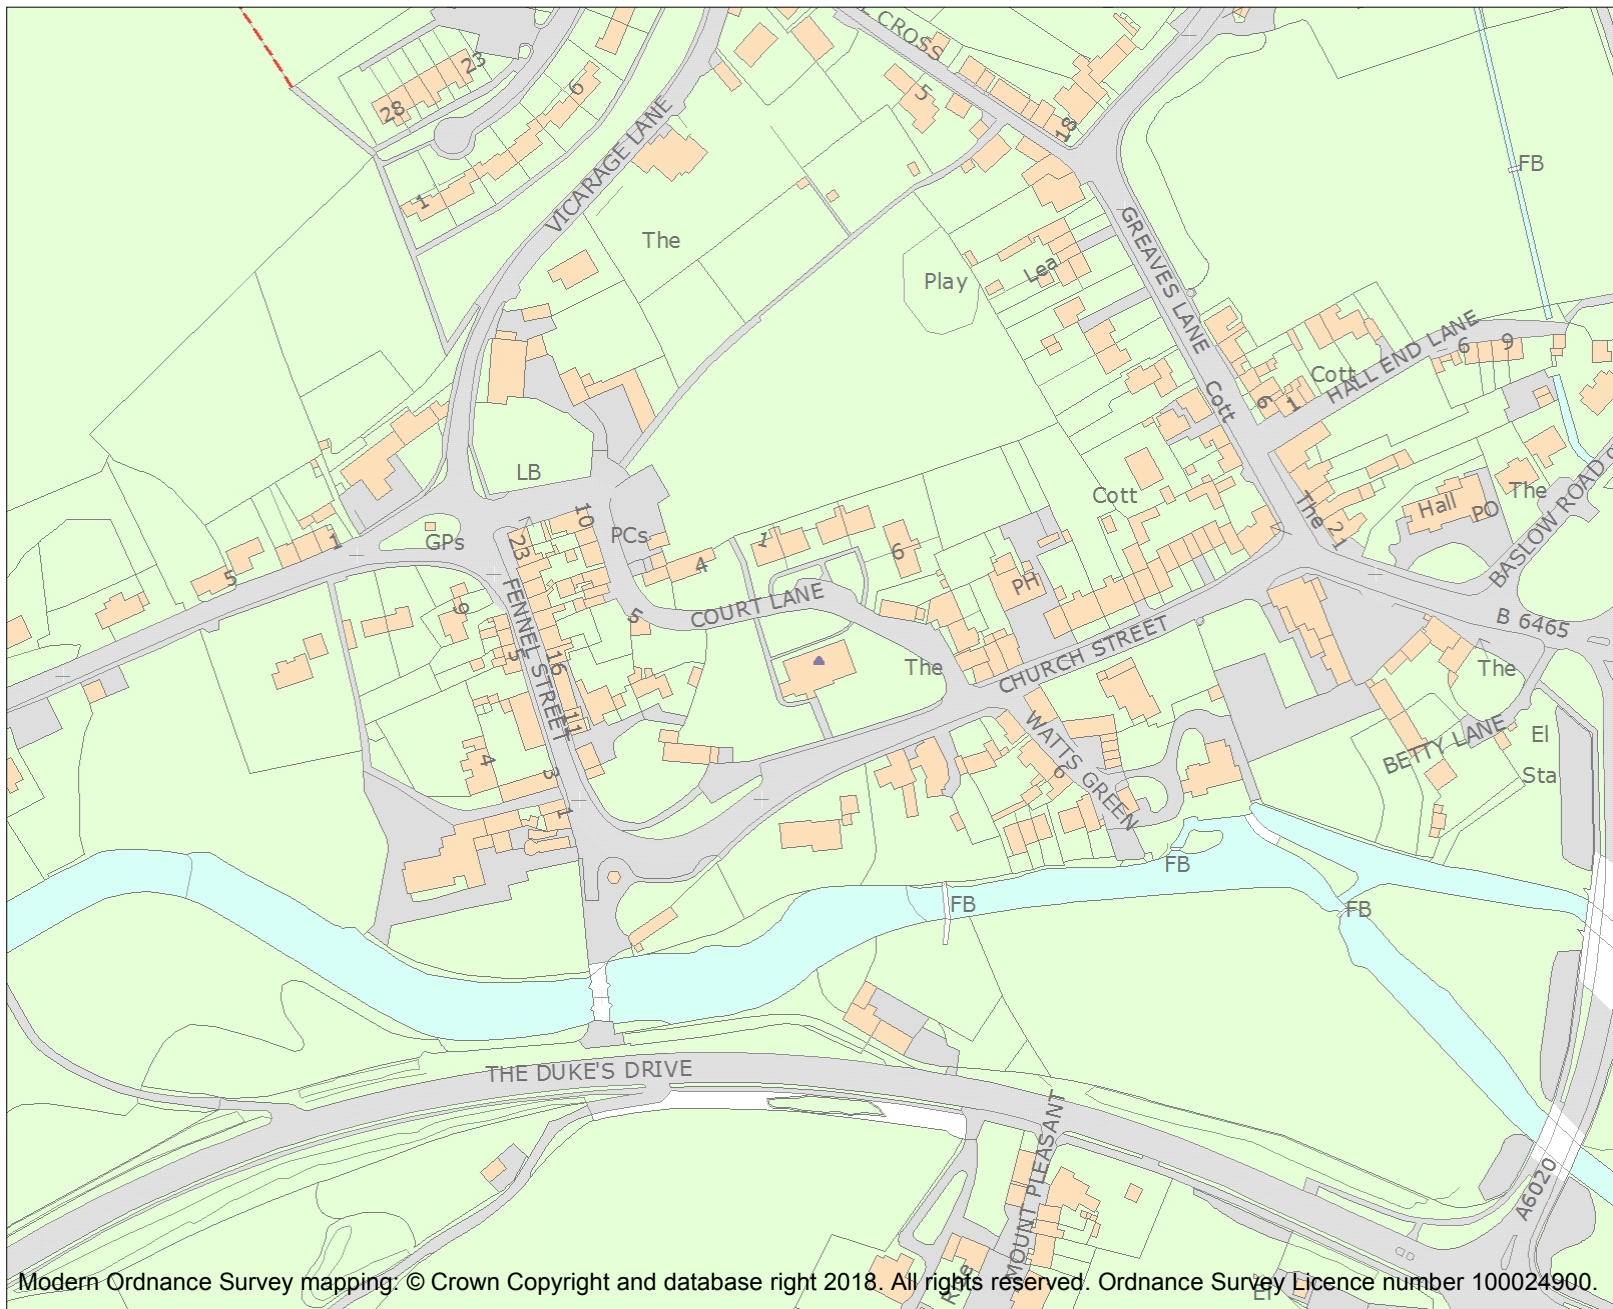 L CROSS
23
28
6
5
18
VICARAGE LANE
FB
1
The
GREAVES LANE
Lea
Play
HALL END LANE
6
9
Cott
Cott
6
1
LB
10
Cott
The
Hall
PO
The
BASLOW ROAD
PCs
GPs
1
23
21
1
6
4
5
PH
FENNEL STREET
9
COURT LANE
5
B 6465
5
16
The
CHURCH STREET
The
11
WATTS GREEN
BETTY LANE
El
Sta
4
3
6
1
FB
FB
FB
THE DUKE'S DRIVE
MOUNT PLEASANT
A6020
El
Modern Ordnance Survey mapping: © Crown Copyright and database right 2018. All rights reserved. Ordnance Survey Licence number 100024900.